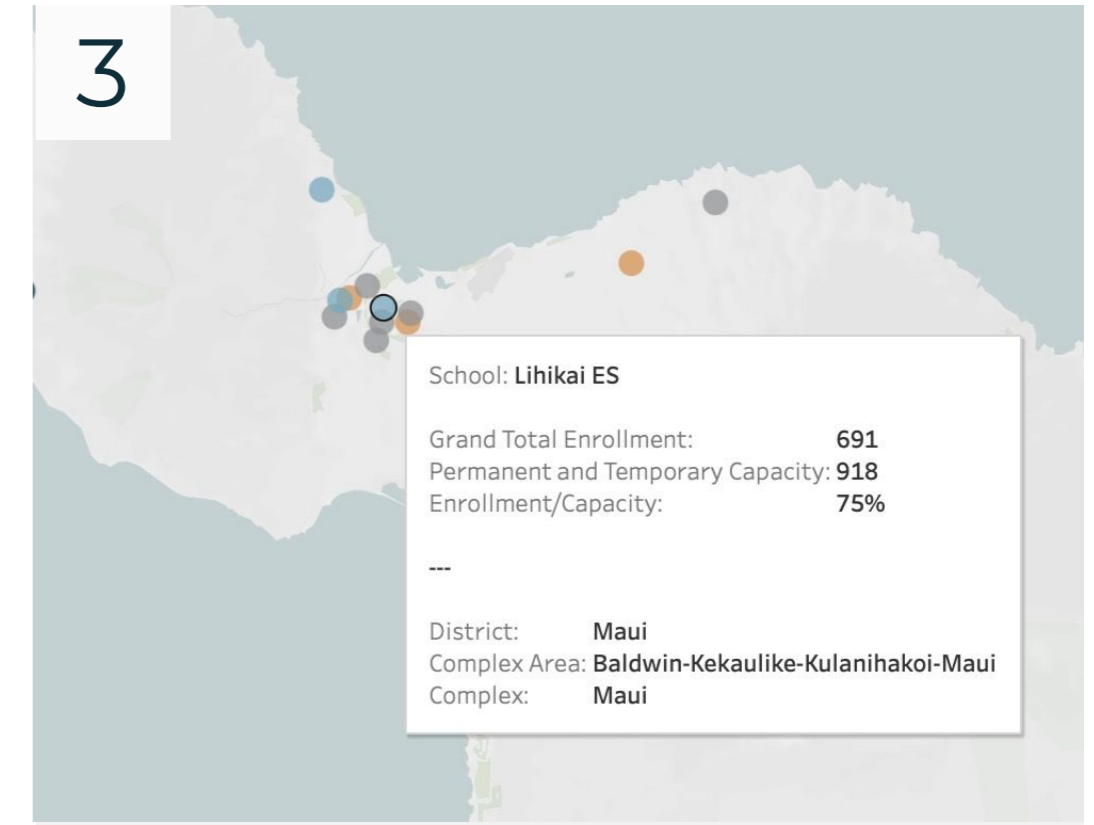 3
School: Lihikai ES
Grand Total Enrollment: 691
Permanent and Temporary Capacity: 918
Enrollment/Capacity: 75%
---
District: Maui
Complex Area: Baldwin-Kekaulike-Kulanihakoi-Maui
Complex: Maui